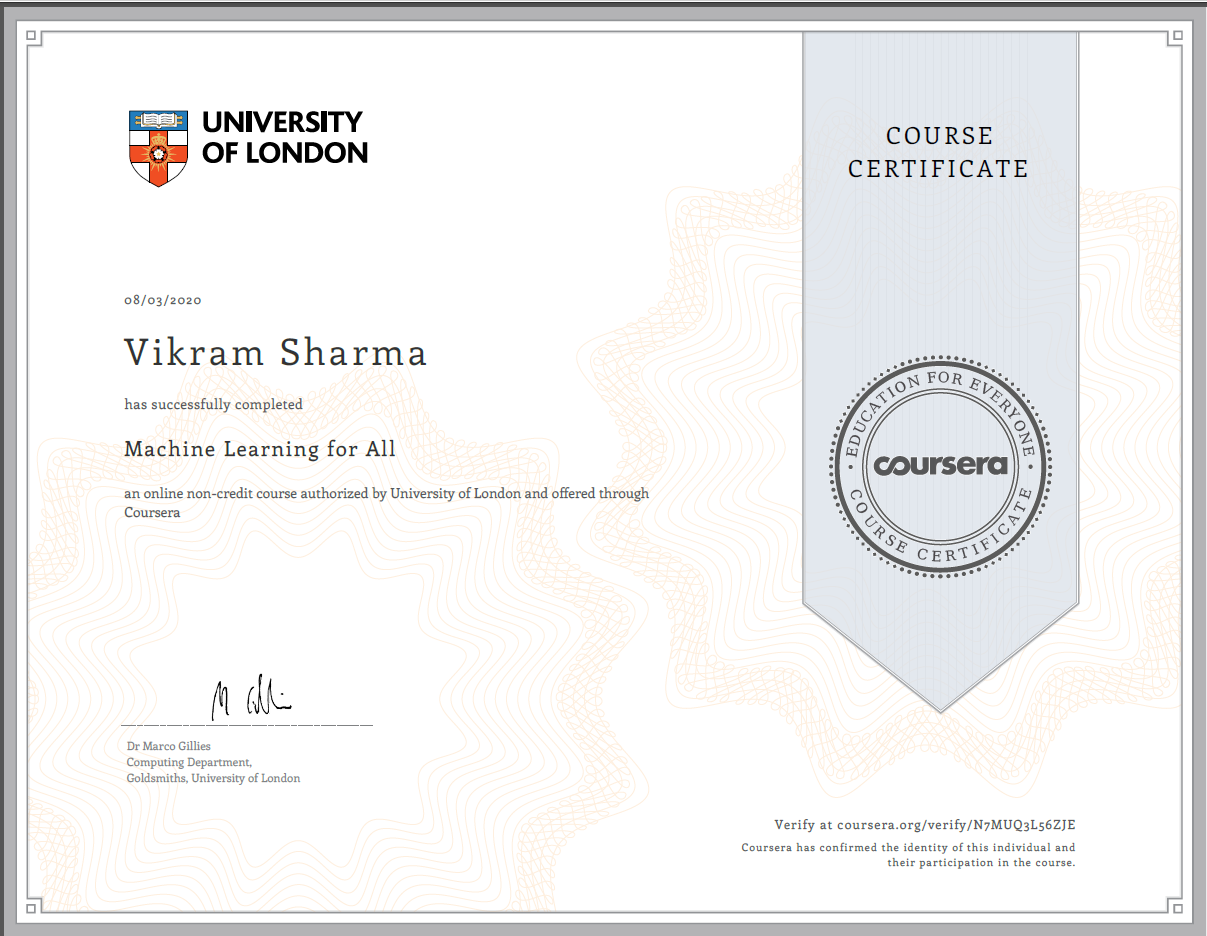 UNIVERSITY
OF LONDON
COURSE
CERTIFICATE
08/03/2020
Vikram Sharma
has successfully completed
Machine Learning for All
an online non-credit course authorized by University of London and offered through
Coursera
EDUCATION FOR EVERYONE
coursera
COURSE CERTIFICATE
M Gillies
Dr Marco Gillies
Computing Department,
Goldsmiths, University of London
Verify at coursera.org/verify/N7MUQ3L56ZJE
Coursera has confirmed the identity of this individual and
their participation in the course.